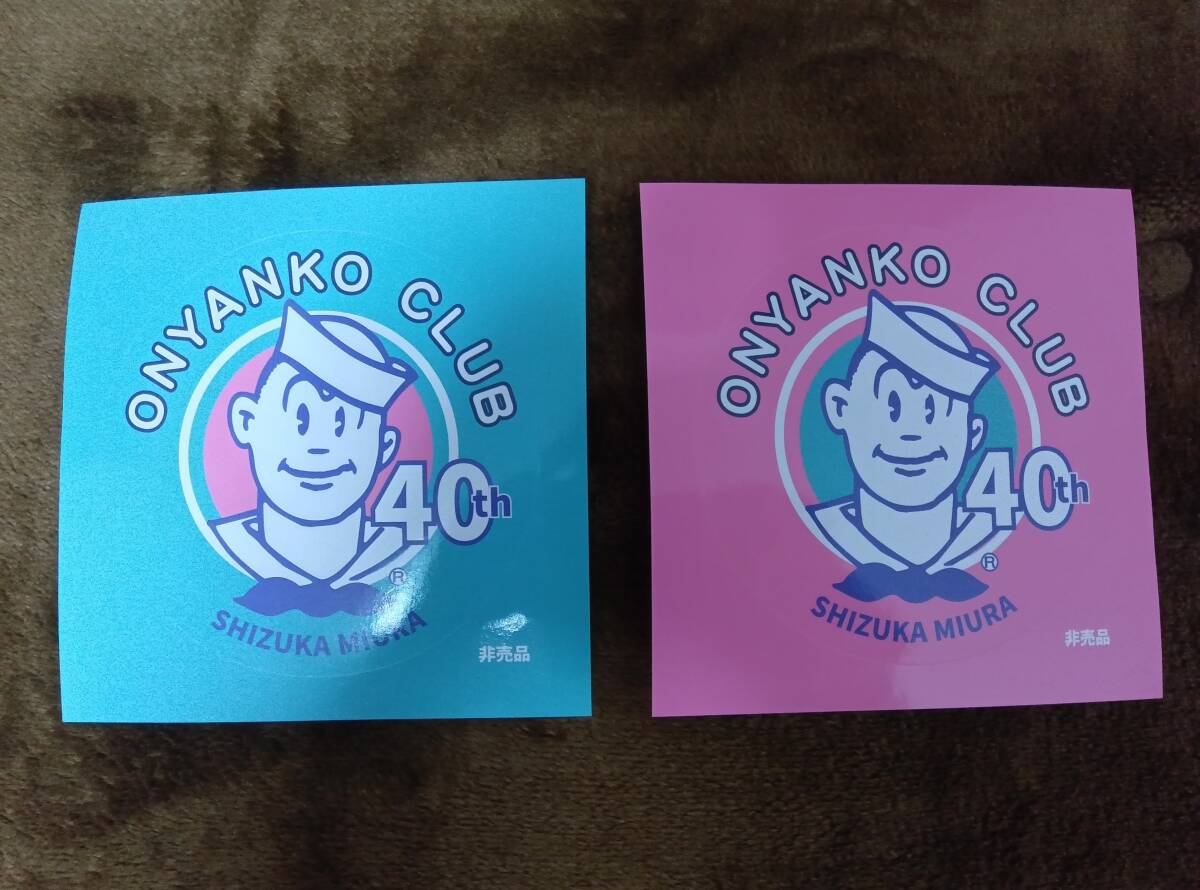 ONYANKO CLUB
40th
®
SHIZUKA MIURA
非売品
ONYANKO CLUB
40th
®
SHIZUKA MIURA
非売品